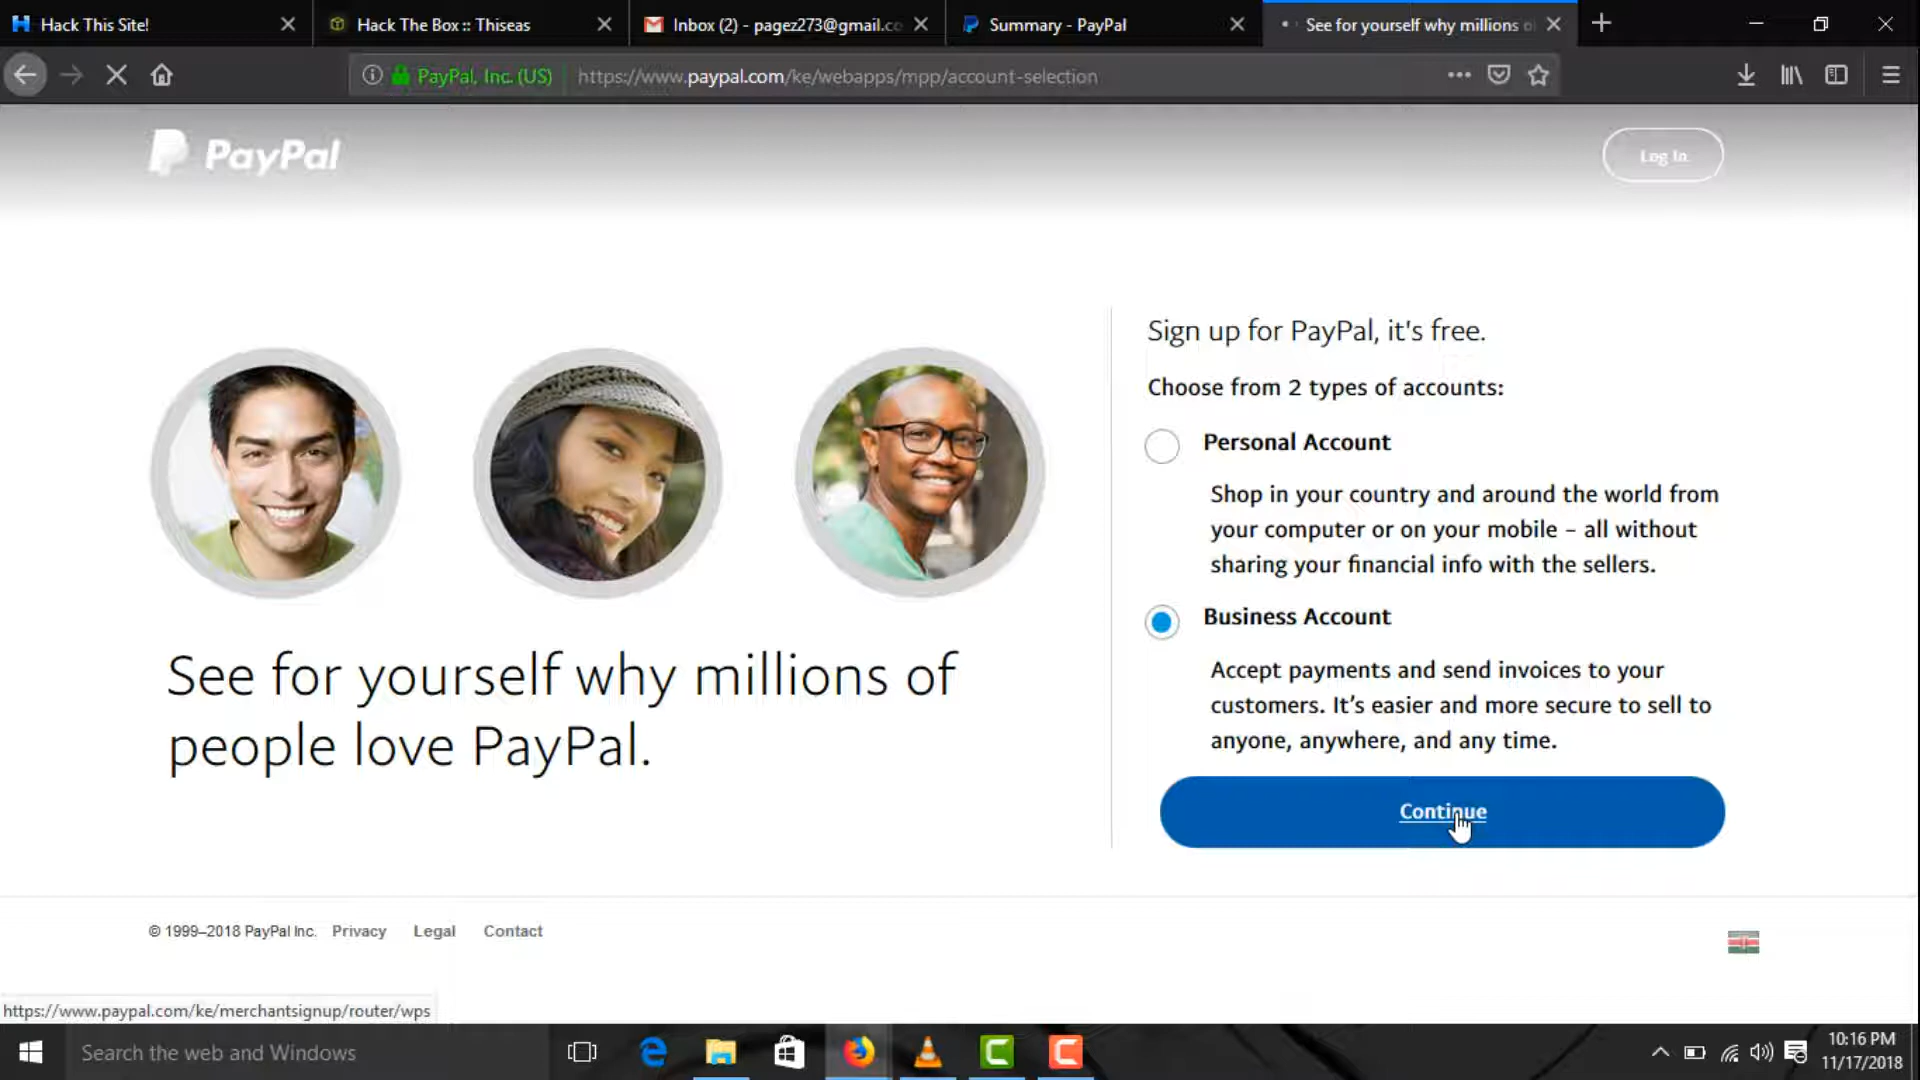 Hack This Site!
Hack The Box :: Thiseas
Inbox (2) - pagez273@gmail.co
Summary - PayPal
See for yourself why millions o
PayPal, Inc. (US)
https://www.paypal.com/ke/webapps/mpp/account-selection
PayPal
Log In
Sign up for PayPal, it's free.
Choose from 2 types of accounts:
Personal Account
Shop in your country and around the world from
your computer or on your mobile – all without
sharing your financial info with the sellers.
Business Account
Accept payments and send invoices to your
customers. It's easier and more secure to sell to
anyone, anywhere, and any time.
Continue
See for yourself why millions of
people love PayPal.
© 1999–2018 PayPal Inc.
Privacy
Legal
Contact
https://www.paypal.com/ke/merchantsignup/router/wps
Search the web and Windows
10:16 PM
11/17/2018